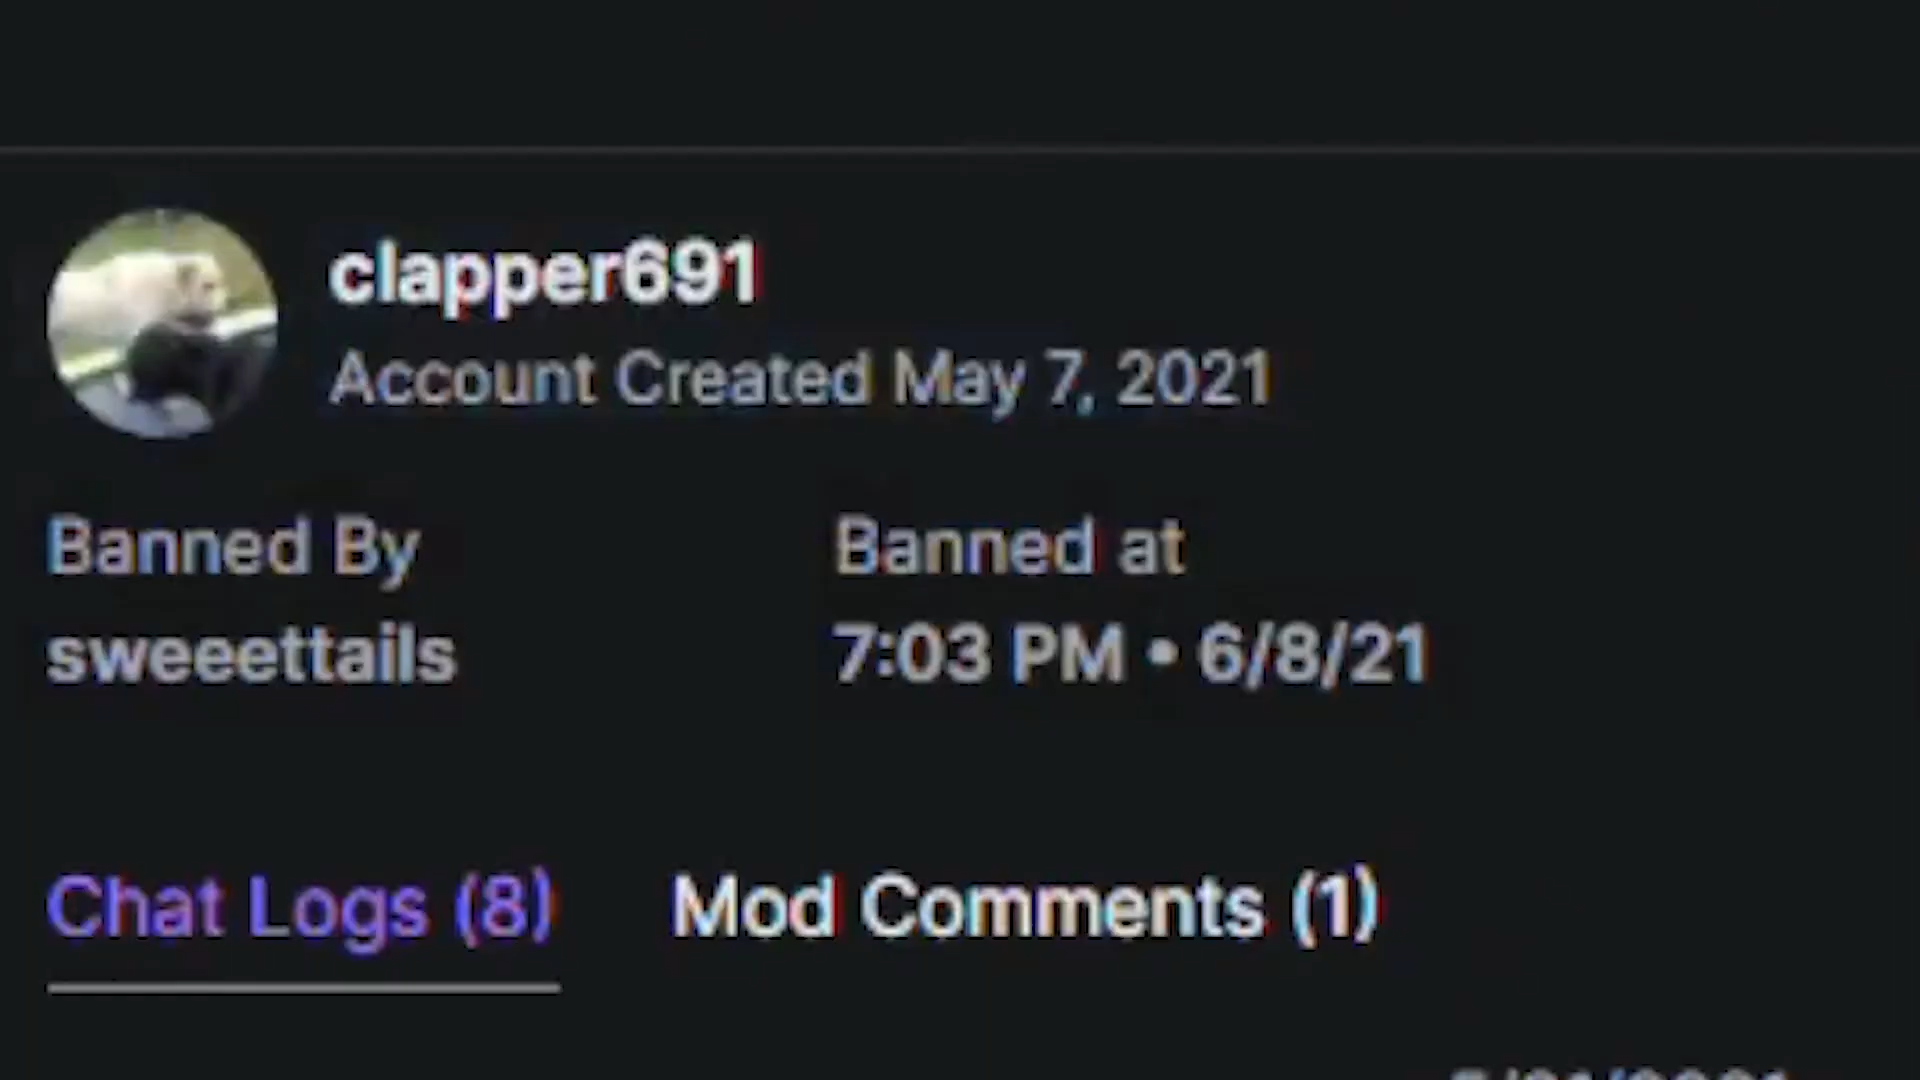 clapper691
Account Created May 7, 2021
Banned By
Banned at
sweeettails
7:03 PM • 6/8/21
Chat Logs (8)
Mod Comments (1)